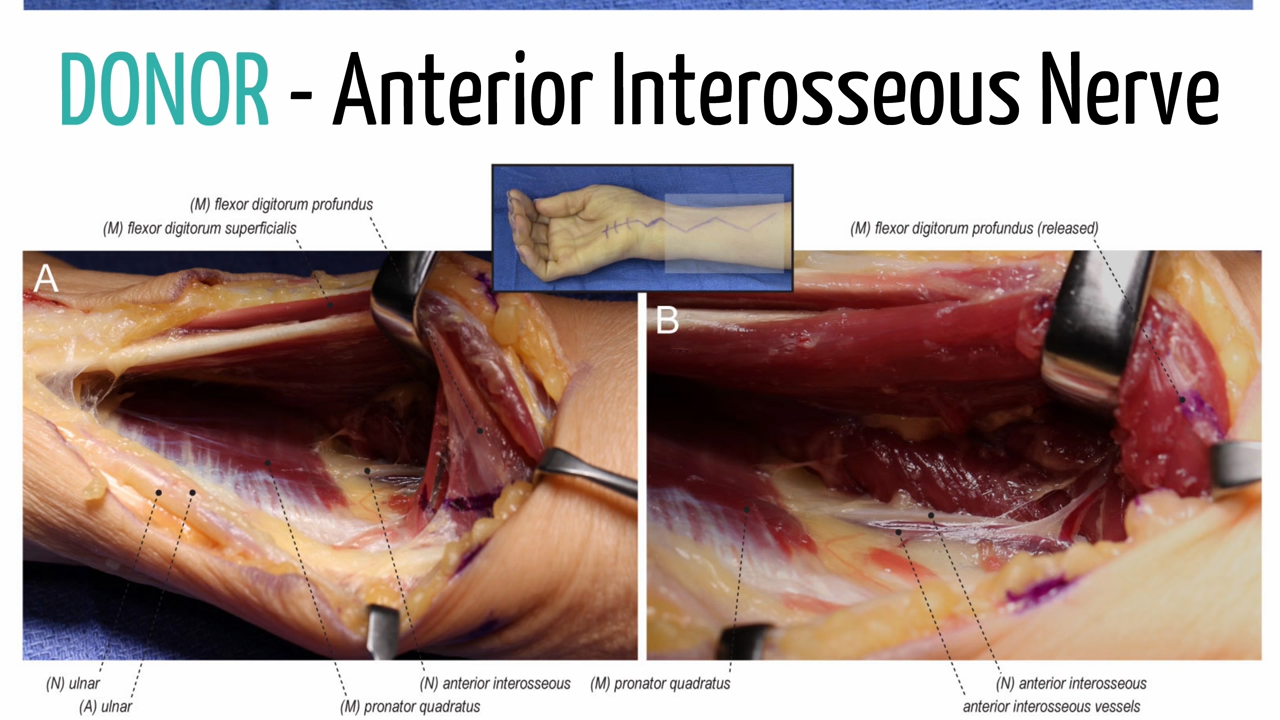 DONOR - Anterior Interosseous Nerve
(M) flexor digitorum profundus
(M) flexor digitorum superficialis
(M) flexor digitorum profundus (released)
A
B
(N) ulnar
(A) ulnar
(N) anterior interosseous
(M) pronator quadratus
(M) pronator quadratus
(N) anterior interosseous
anterior interosseous vessels